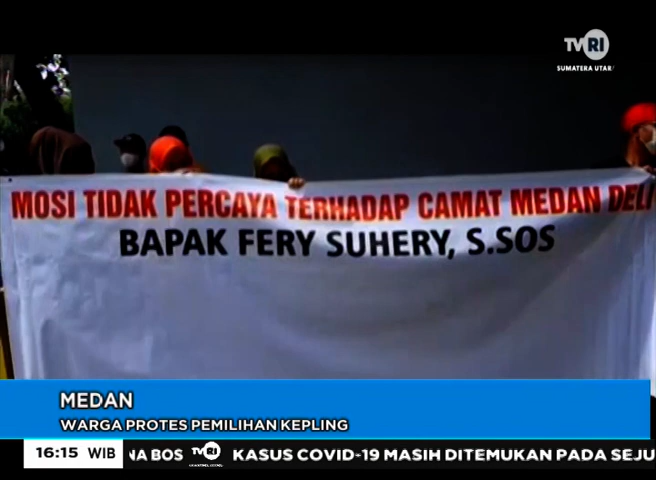 TVRI
SUMATERA UTARA
MOSI TIDAK PERCAYA TERHADAP CAMAT MEDAN DELI
BAPAK FERY SUHERY, S.SOS
MEDAN
WARGA PROTES PEMILIHAN KEPLING
16:15 WIB
NA BOS TVRI KASUS COVID-19 MASIH DITEMUKAN PADA SEJU